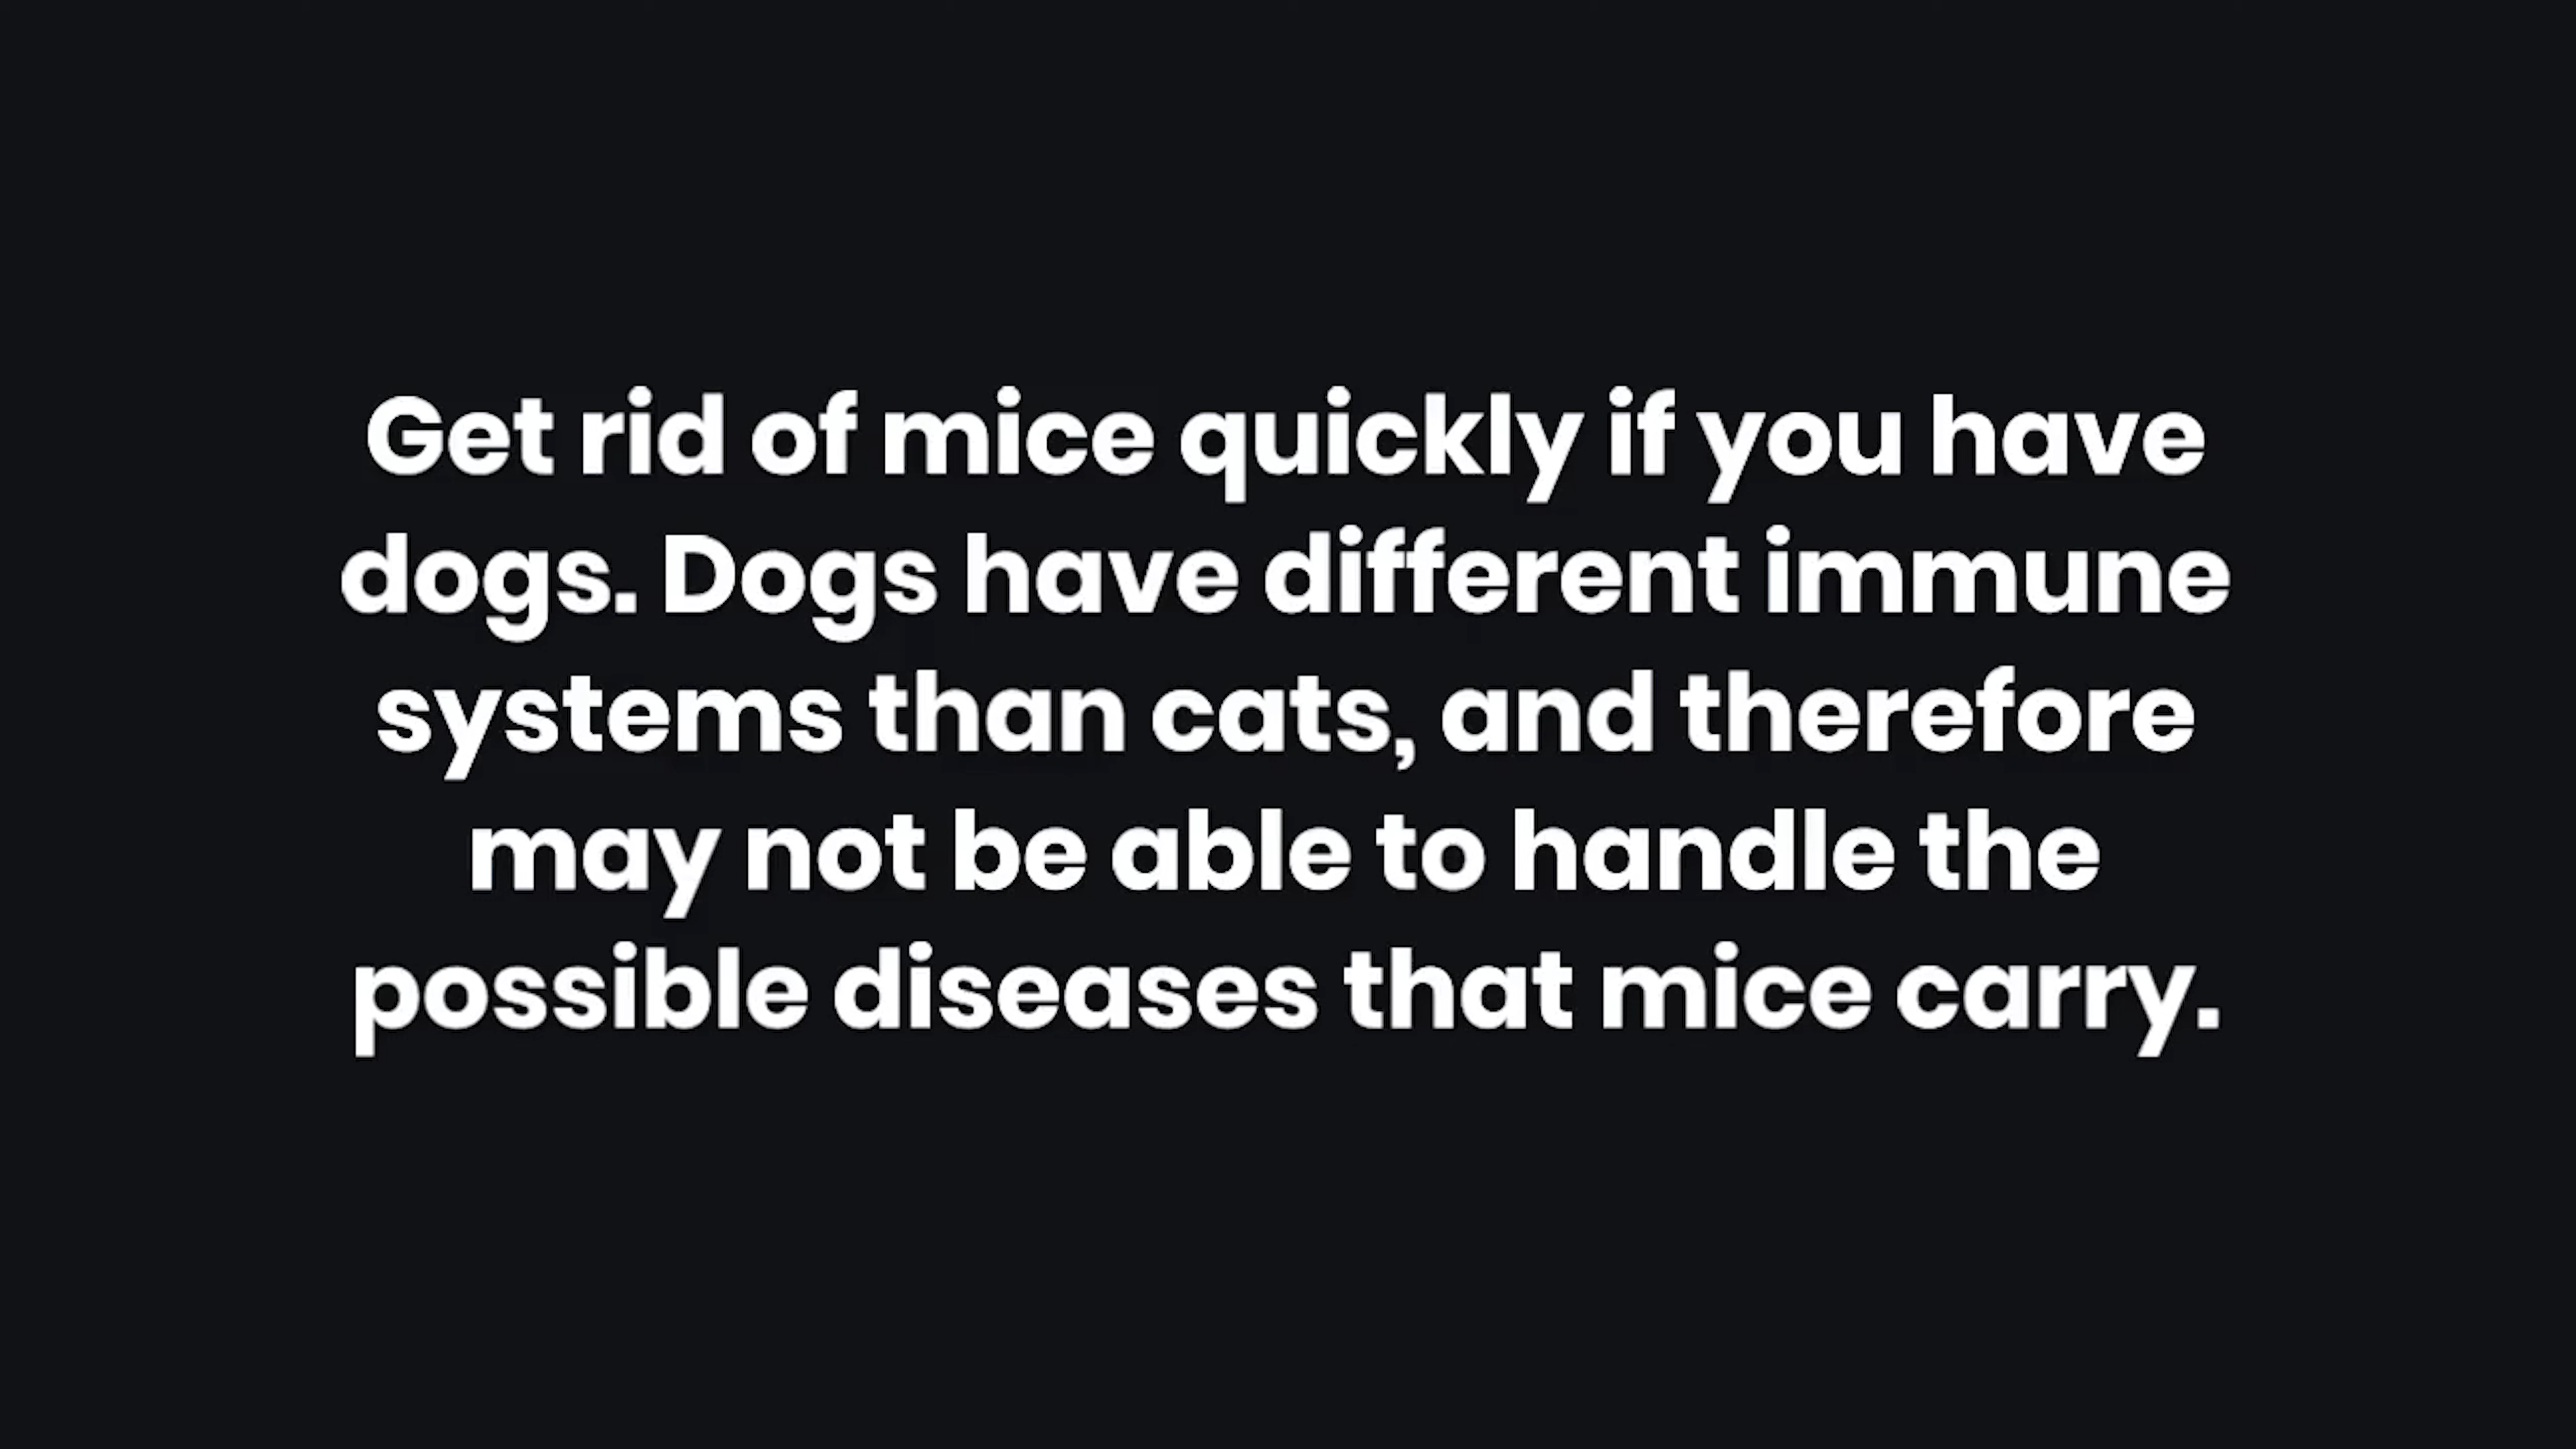 Get rid of mice quickly if you have
dogs. Dogs have different immune
systems than cats, and therefore
may not be able to handle the
possible diseases that mice carry.